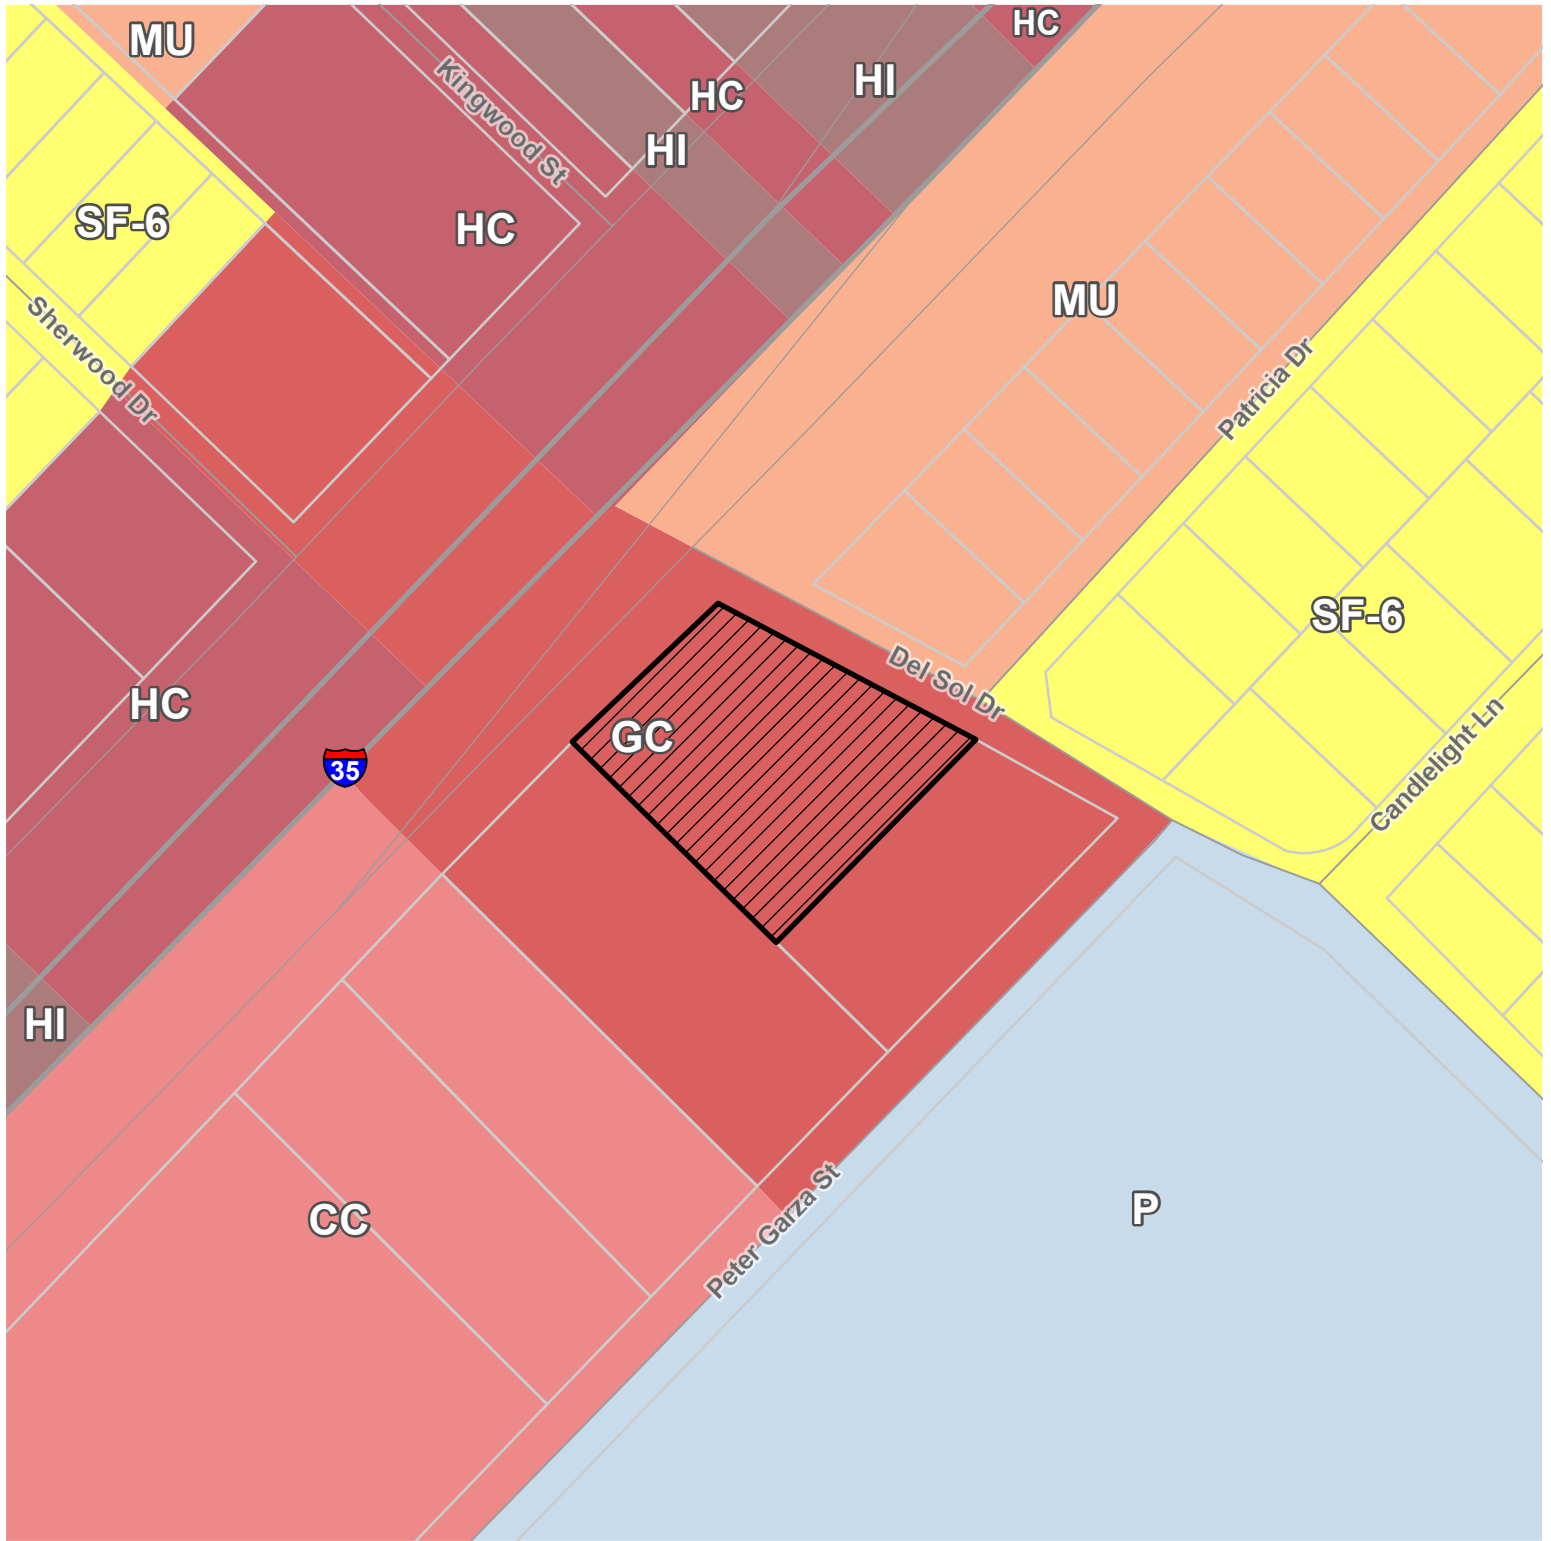 HC
MU
HI
HC
Kingwood St
HI
SF-6
HC
MU
Sherwood Dr
Patricia Dr
SF-6
Del Sol Dr
HC
GC
Candlelight Ln
35
HI
CC
P
Peter Garza St